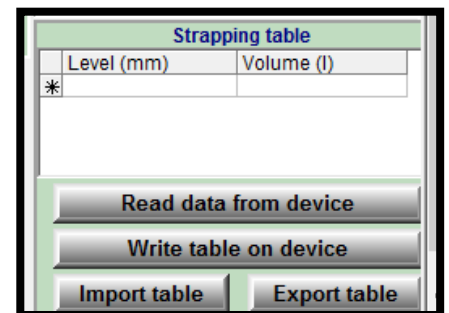 Strapping table
Level (mm) Volume (l)
Read data from device
Write table on device
Import table Export table